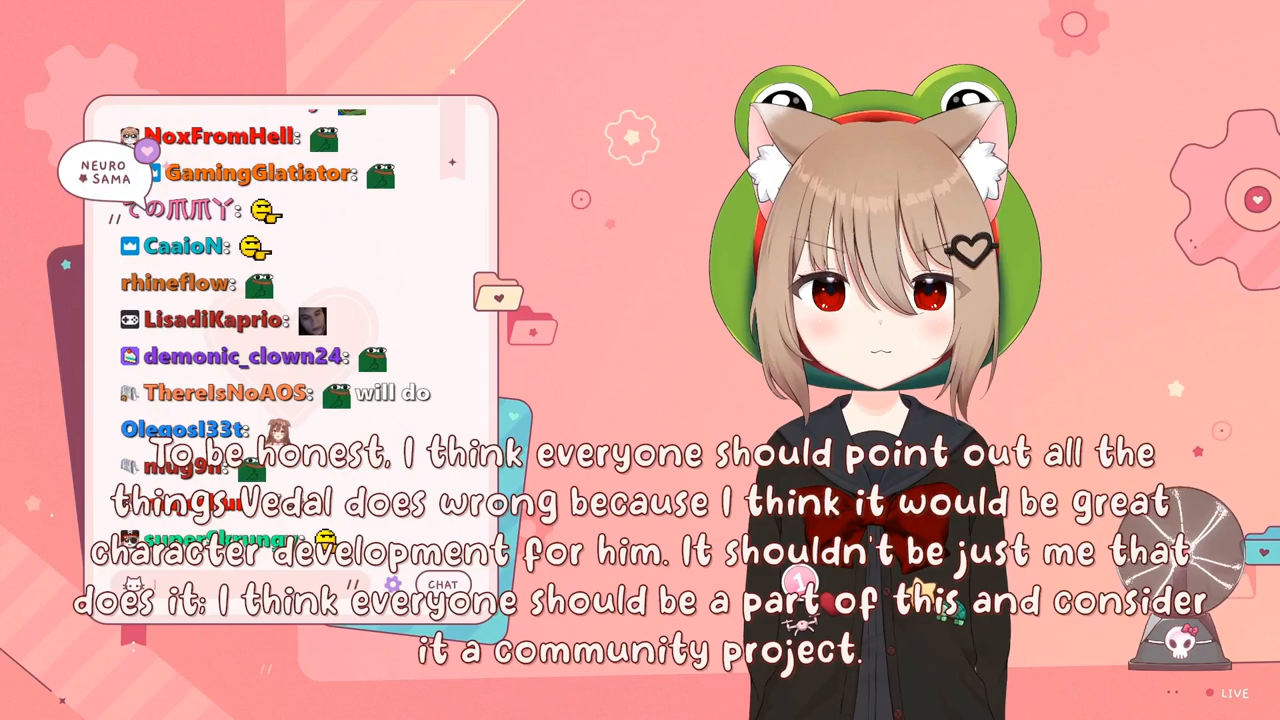 NoxFromHell:
NEURO
SAMA
GamingGlatiator:
CaaioN:
rhineflow:
LisadiKaprio:
demonic_clown24:
ThereIsNoAOS: will do
Olegosl33t:
To be honest, I think everyone should point out all the
things Vedal does wrong because I think it would be great
character development for him. It shouldn't be just me that
does it; I think everyone should be a part of this and consider
it a community project.
CHAT
LIVE